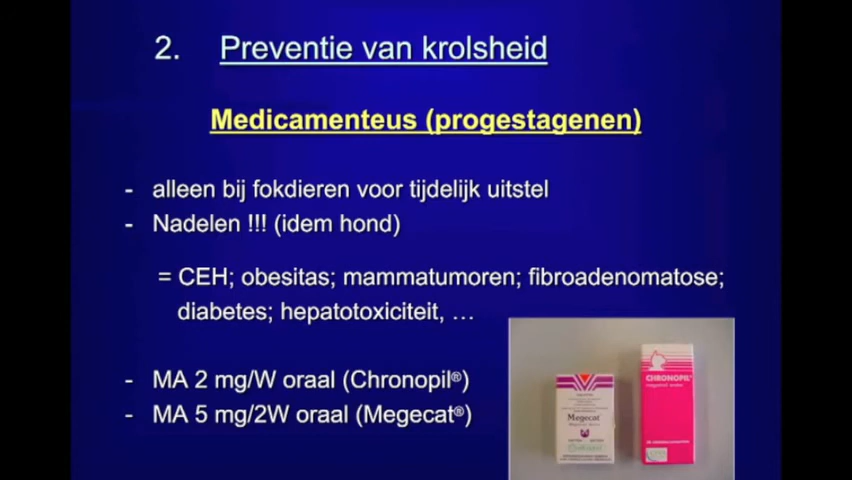 2. Preventie van krolsheid
Medicamenteus (progestagenen)
- alleen bij fokdieren voor tijdelijk uitstel
- Nadelen !!! (idem hond)
= CEH; obesitas; mammatumoren; fibroadenomatose;
diabetes; hepatotoxiciteit, …
- MA 2 mg/W oraal (Chronopil®)
- MA 5 mg/2W oraal (Megecat®)
CHRONOPIL
Megecat